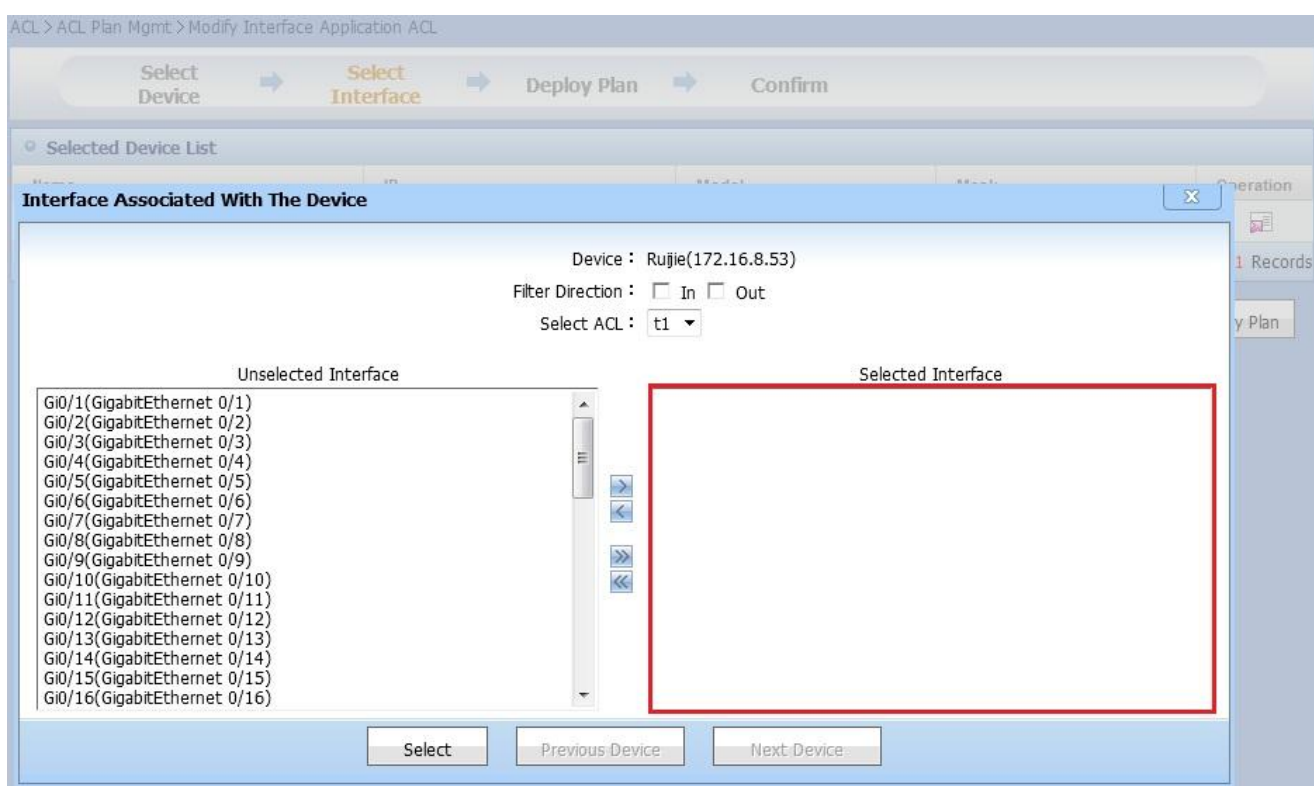 ACL > ACL Plan Mgmt > Modify Interface Application ACL
Select Device
Select Interface
Deploy Plan
Confirm
Selected Device List
Operation
Interface Associated With The Device
1 Records
y Plan
Device : Ruijie(172.16.8.53)
Filter Direction : In Out
Select ACL : t1
Unselected Interface
Selected Interface
Gi0/1(GigabitEthernet 0/1)
Gi0/2(GigabitEthernet 0/2)
Gi0/3(GigabitEthernet 0/3)
Gi0/4(GigabitEthernet 0/4)
Gi0/5(GigabitEthernet 0/5)
Gi0/6(GigabitEthernet 0/6)
Gi0/7(GigabitEthernet 0/7)
Gi0/8(GigabitEthernet 0/8)
Gi0/9(GigabitEthernet 0/9)
Gi0/10(GigabitEthernet 0/10)
Gi0/11(GigabitEthernet 0/11)
Gi0/12(GigabitEthernet 0/12)
Gi0/13(GigabitEthernet 0/13)
Gi0/14(GigabitEthernet 0/14)
Gi0/15(GigabitEthernet 0/15)
Gi0/16(GigabitEthernet 0/16)
Select
Previous Device
Next Device